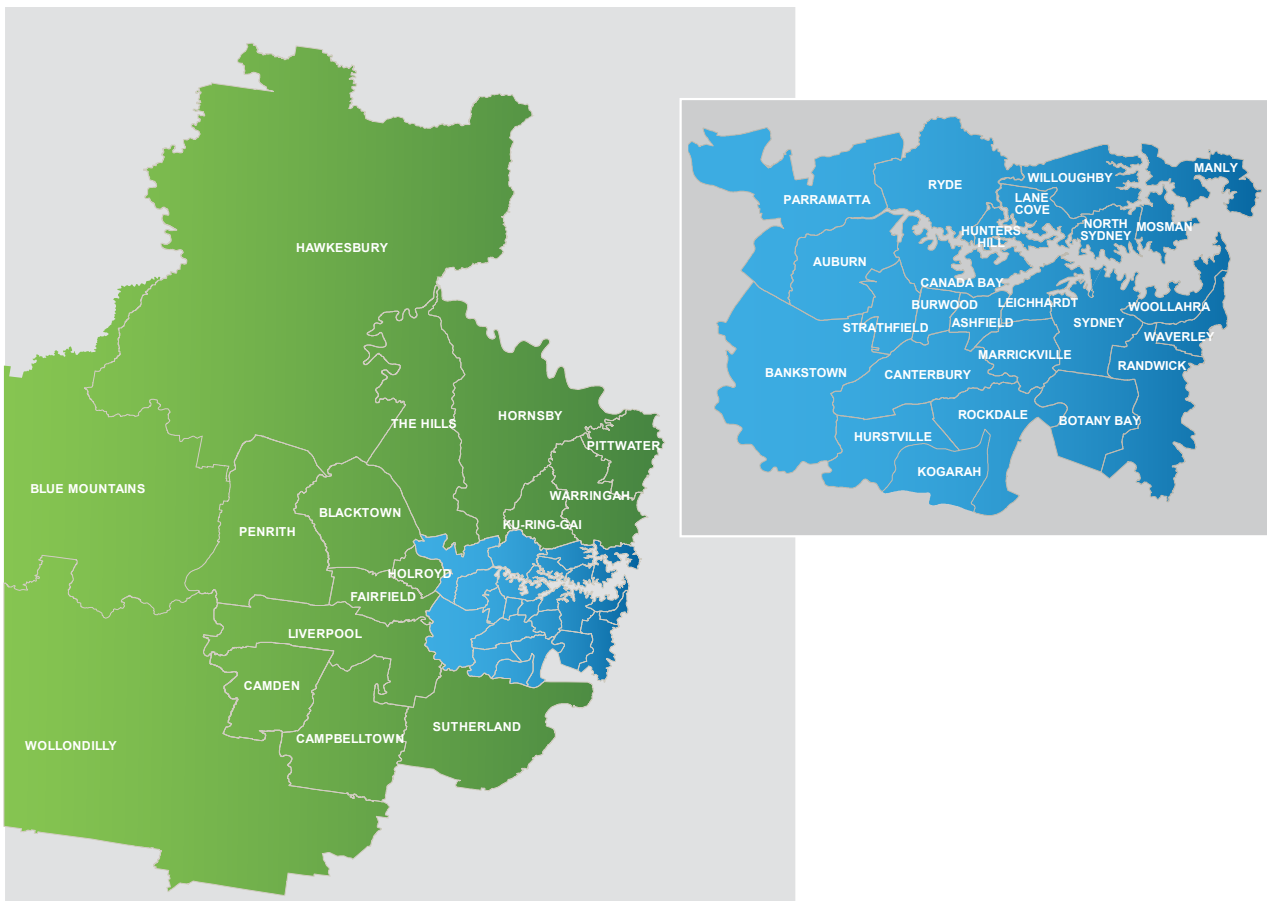 HAWKESBURY
THE HILLS
HORNSBY
PITTWATER
BLUE MOUNTAINS
WARRINGAH
PENRITH
BLACKTOWN
KU-RING-GAI
HOLROYD
FAIRFIELD
LIVERPOOL
CAMDEN
SUTHERLAND
CAMPBELLTOWN
WOLLONDILLY
MANLY
WILLOUGHBY
RYDE
PARRAMATTA
LANE
COVE
NORTH
SYDNEY
MOSMAN
HUNTERS
HILL
AUBURN
CANADA BAY
BURWOOD
LEICHHARDT
WOOLLAHRA
STRATHFIELD
ASHFIELD
SYDNEY
WAVERLEY
MARRICKVILLE
RANDWICK
BANKSTOWN
CANTERBURY
ROCKDALE
BOTANY BAY
HURSTVILLE
KOGARAH